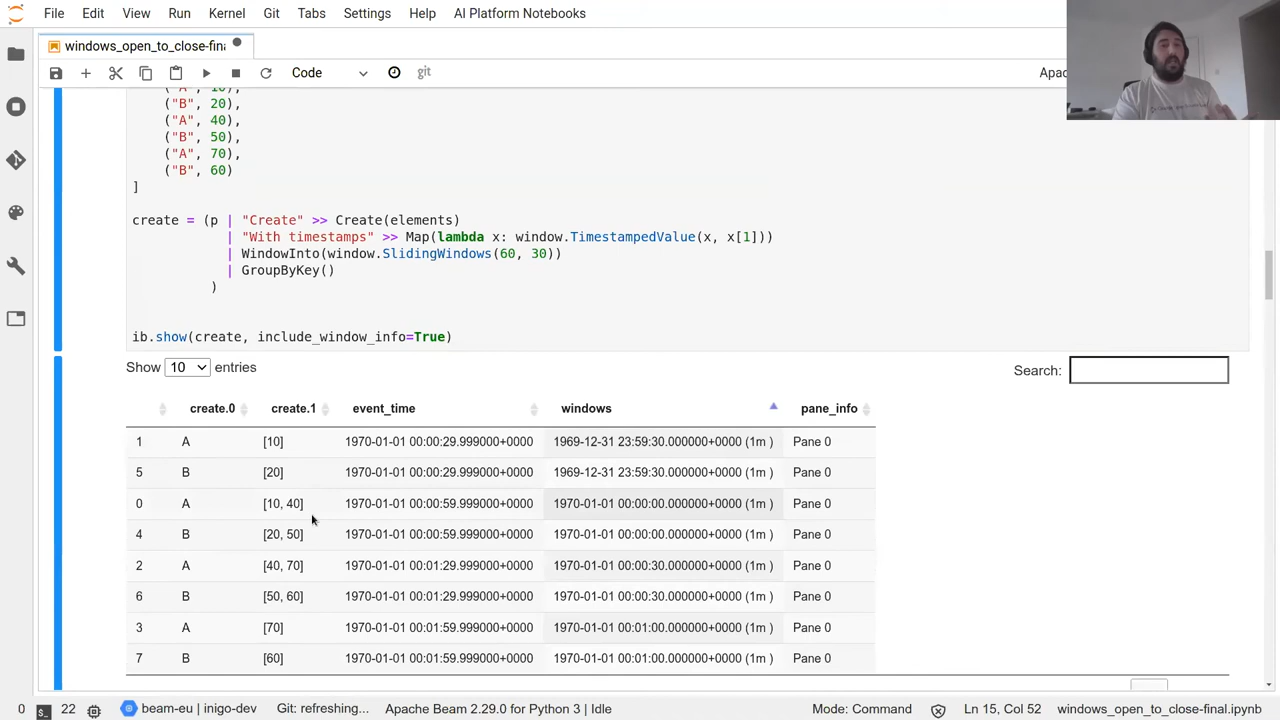 File Edit View Run Kernel Git Tabs Settings Help AI Platform Notebooks
windows_open_to_close-fina
Code git Apac
("A", 10),
("B", 20),
("A", 40),
("B", 50),
("A", 70),
("B", 60)
]
create = (p | "Create" >> Create(elements)
| "With timestamps" >> Map(lambda x: window.TimestampedValue(x, x[1]))
| WindowInto(window.SlidingWindows(60, 30))
| GroupByKey()
)
ib.show(create, include_window_info=True)
Show 10 entries Search:
create.0 create.1 event_time windows pane_info
1 A [10] 1970-01-01 00:00:29.999000+0000 1969-12-31 23:59:30.000000+0000 (1m ) Pane 0
5 B [20] 1970-01-01 00:00:29.999000+0000 1969-12-31 23:59:30.000000+0000 (1m ) Pane 0
0 A [10, 40] 1970-01-01 00:00:59.999000+0000 1970-01-01 00:00:00.000000+0000 (1m ) Pane 0
4 B [20, 50] 1970-01-01 00:00:59.999000+0000 1970-01-01 00:00:00.000000+0000 (1m ) Pane 0
2 A [40, 70] 1970-01-01 00:01:29.999000+0000 1970-01-01 00:00:30.000000+0000 (1m ) Pane 0
6 B [50, 60] 1970-01-01 00:01:29.999000+0000 1970-01-01 00:00:30.000000+0000 (1m ) Pane 0
3 A [70] 1970-01-01 00:01:59.999000+0000 1970-01-01 00:01:00.000000+0000 (1m ) Pane 0
7 B [60] 1970-01-01 00:01:59.999000+0000 1970-01-01 00:01:00.000000+0000 (1m ) Pane 0
0 22 beam-eu | inigo-dev Git: refreshing... Apache Beam 2.29.0 for Python 3 | Idle Mode: Command Ln 15, Col 52 windows_open_to_close-final.ipynb